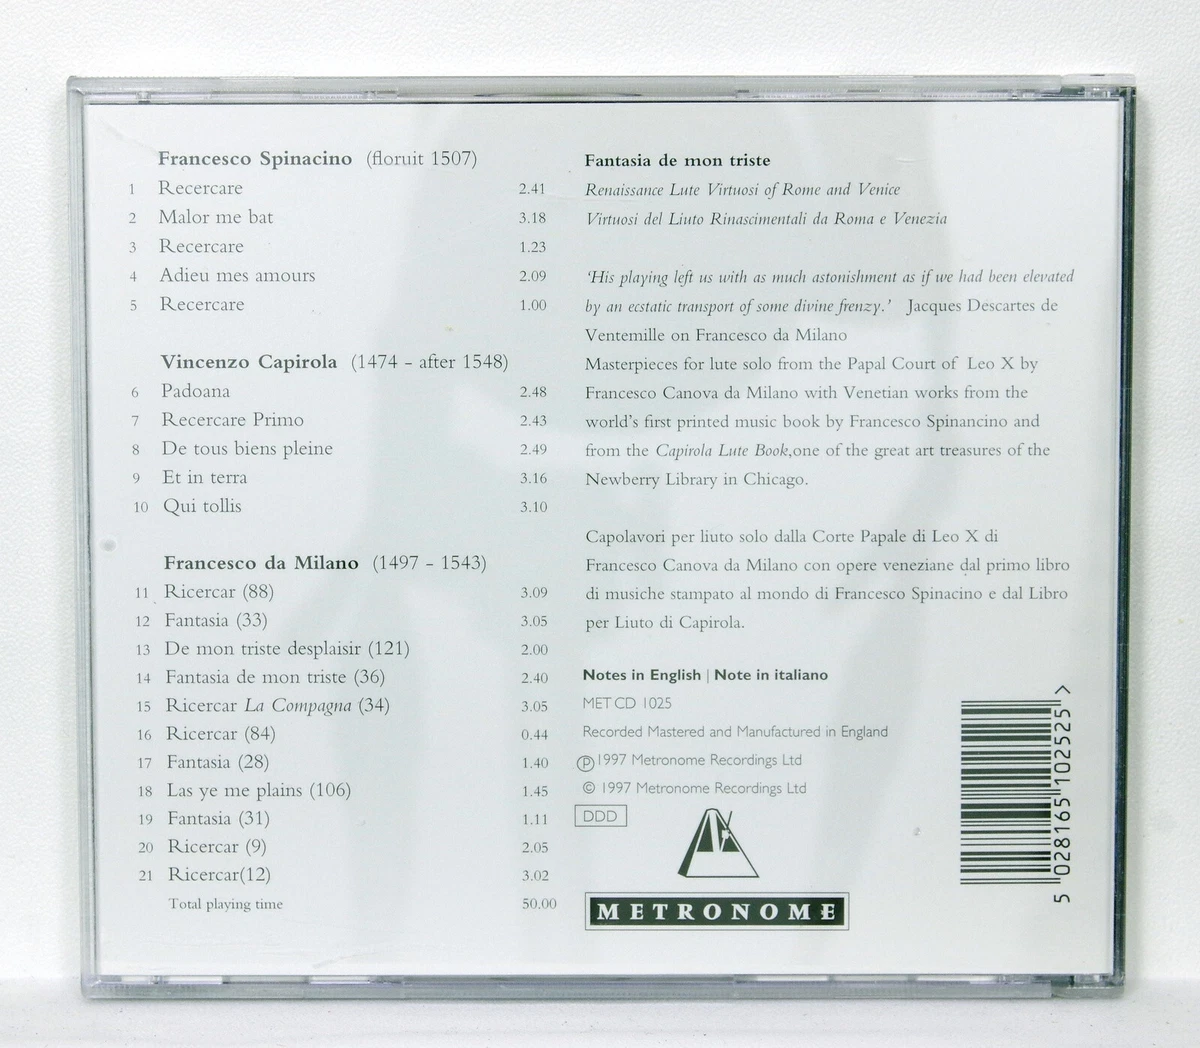 Francesco Spinacino (floruit 1507)
1 Recercare 2.41
2 Malor me bat 3.18
3 Recercare 1.23
4 Adieu mes amours 2.09
5 Recercare 1.00
Vincenzo Capirola (1474 - after 1548)
6 Padoana 2.48
7 Recercare Primo 2.43
8 De tous biens pleine 2.49
9 Et in terra 3.16
10 Qui tollis 3.10
Francesco da Milano (1497 - 1543)
11 Ricercar (88) 3.09
12 Fantasia (33) 3.05
13 De mon triste desplaisir (121) 2.00
14 Fantasia de mon triste (36) 2.40
15 Ricercar La Compagna (34) 3.05
16 Ricercar (84) 0.44
17 Fantasia (28) 1.40
18 Las ye me plains (106) 1.45
19 Fantasia (31) 1.11
20 Ricercar (9) 2.05
21 Ricercar(12) 3.02
Total playing time 50.00
Fantasia de mon triste
Renaissance Lute Virtuosi of Rome and Venice
Virtuosi del Liuto Rinascimentali da Roma e Venezia
'His playing left us with as much astonishment as if we had been elevated
by an ecstatic transport of some divine frenzy.' Jacques Descartes de
Ventemille on Francesco da Milano
Masterpieces for lute solo from the Papal Court of Leo X by
Francesco Canova da Milano with Venetian works from the
world's first printed music book by Francesco Spinancino and
from the Capirola Lute Book,one of the great art treasures of the
Newberry Library in Chicago.
Capolavori per liuto solo dalla Corte Papale di Leo X di
Francesco Canova da Milano con opere veneziane dal primo libro
di musiche stampato al mondo di Francesco Spinacino e dal Libro
per Liuto di Capirola.
Notes in English | Note in italiano
MET CD 1025
Recorded Mastered and Manufactured in England
℗ 1997 Metronome Recordings Ltd
© 1997 Metronome Recordings Ltd
DDD
METRONOME
5 028165 102525 >